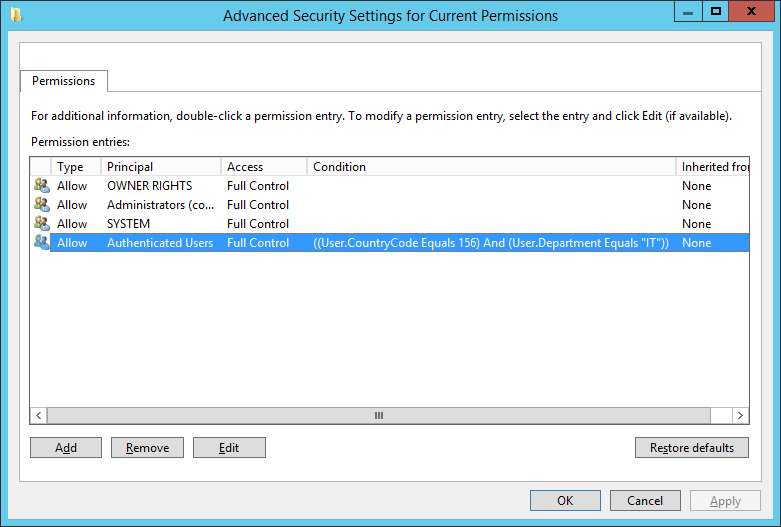 Advanced Security Settings for Current Permissions
Permissions
For additional information, double-click a permission entry. To modify a permission entry, select the entry and click Edit (if available).
Permission entries:
Type Principal Access Condition Inherited from
Allow OWNER RIGHTS Full Control None
Allow Administrators (co... Full Control None
Allow SYSTEM Full Control None
Allow Authenticated Users Full Control ((User.CountryCode Equals 156) And (User.Department Equals "IT")) None
Add Remove Edit Restore defaults
OK Cancel Apply